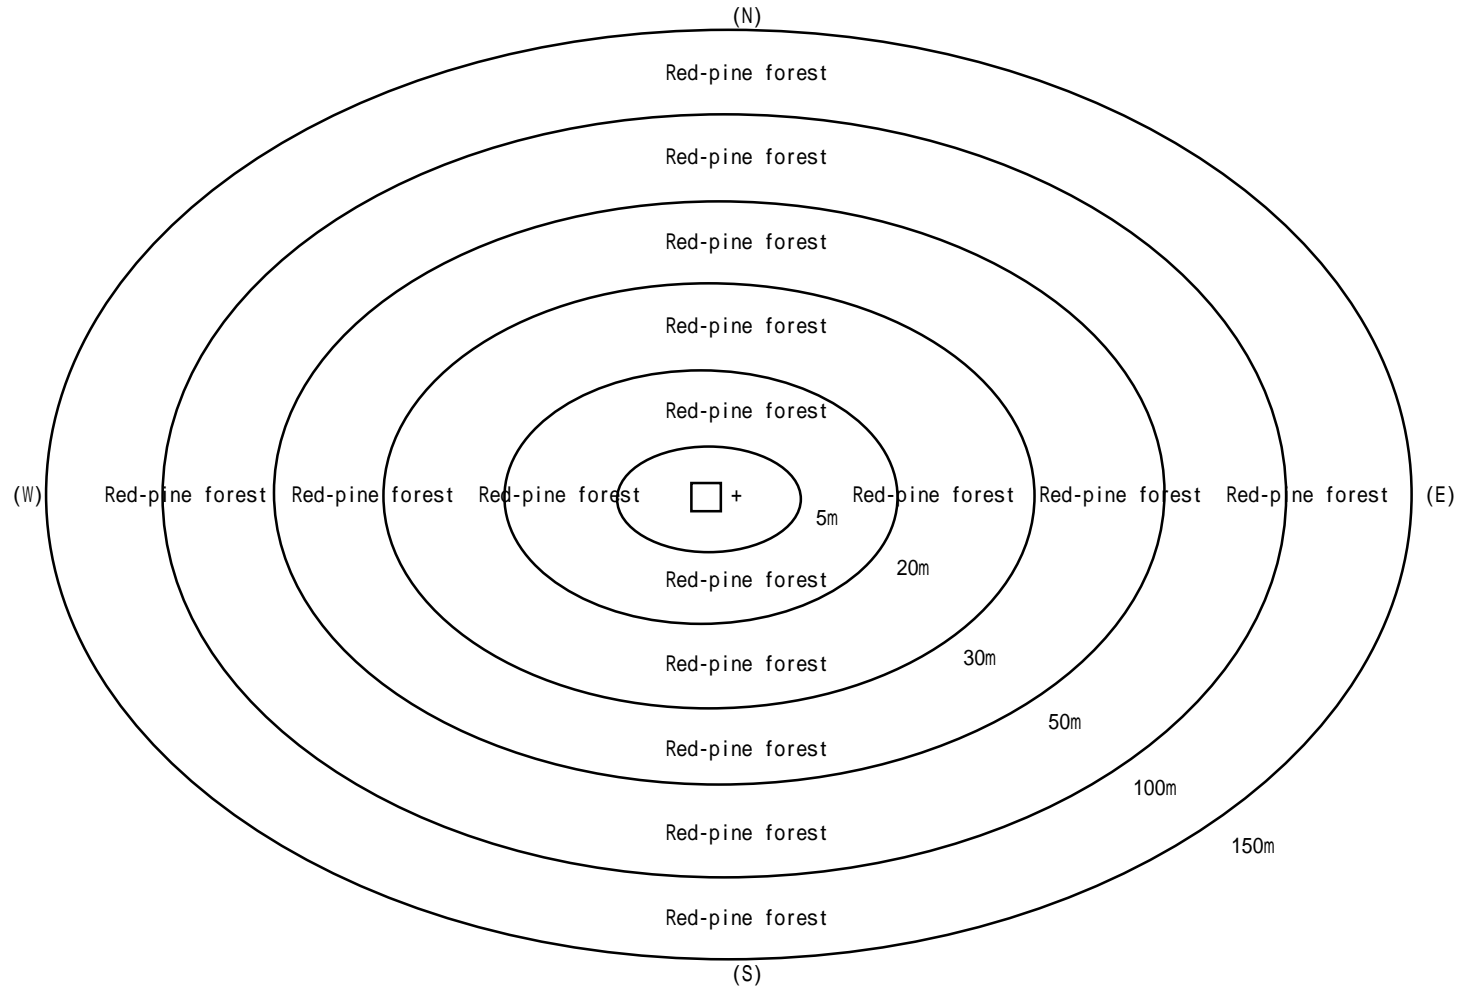 (N)
Red-pine forest
Red-pine forest
Red-pine forest
Red-pine forest
Red-pine forest
(W) Red-pine forest Red-pine forest Red-pine forest + Red-pine forest Red-pine forest Red-pine forest (E)
5m
20m
Red-pine forest
30m
Red-pine forest
50m
Red-pine forest
100m
Red-pine forest
150m
Red-pine forest
(S)